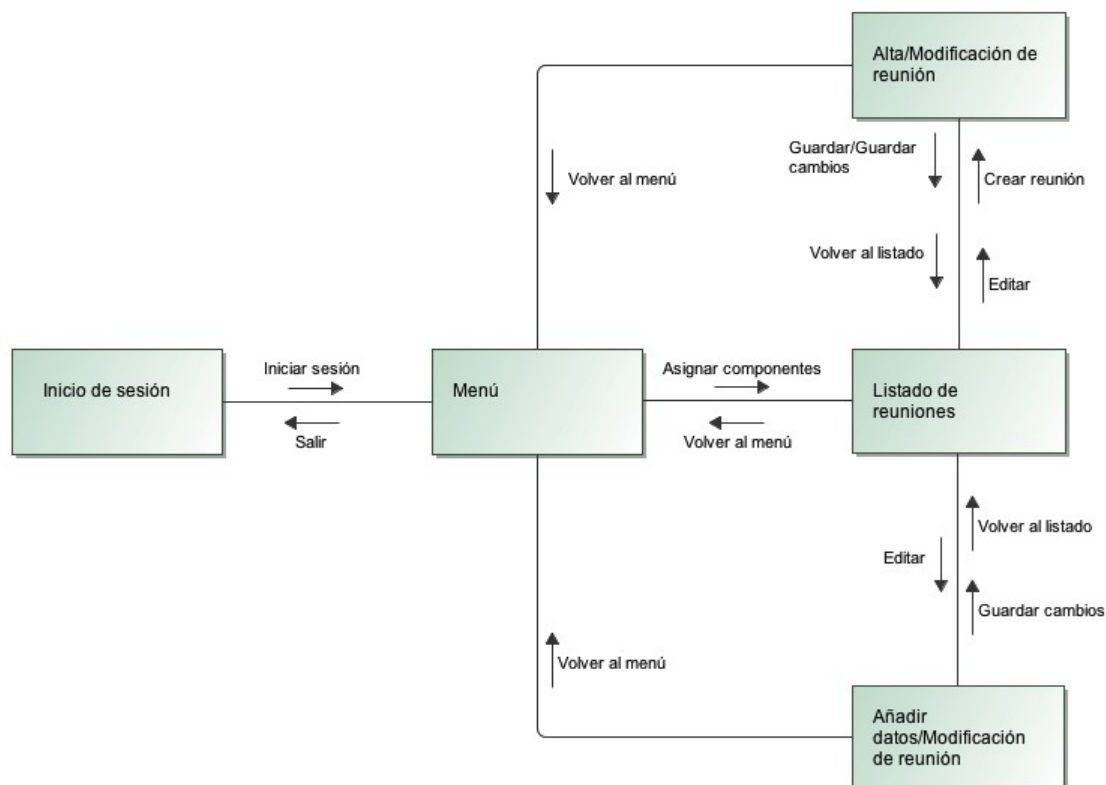 Alta/Modificación de
reunión
Guardar/Guardar
cambios
Volver al menú
Crear reunión
Volver al listado
Editar
Inicio de sesión
Iniciar sesión
Salir
Menú
Asignar componentes
Volver al menú
Listado de
reuniones
Volver al listado
Editar
Guardar cambios
Volver al menú
Añadir
datos/Modificación
de reunión